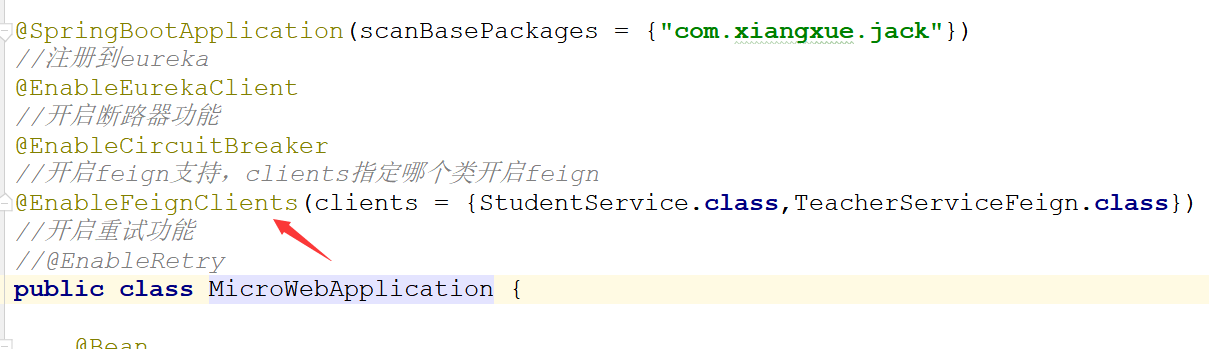 @SpringBootApplication(scanBasePackages = {"com.xiangxue.jack"})
//注册到eureka
@EnableEurekaClient
//开启断路器功能
@EnableCircuitBreaker
//开启feign支持，clients指定哪个类开启feign
@EnableFeignClients(clients = {StudentService.class,TeacherServiceFeign.class})
//开启重试功能
//@EnableRetry
public class MicroWebApplication {
@Bean